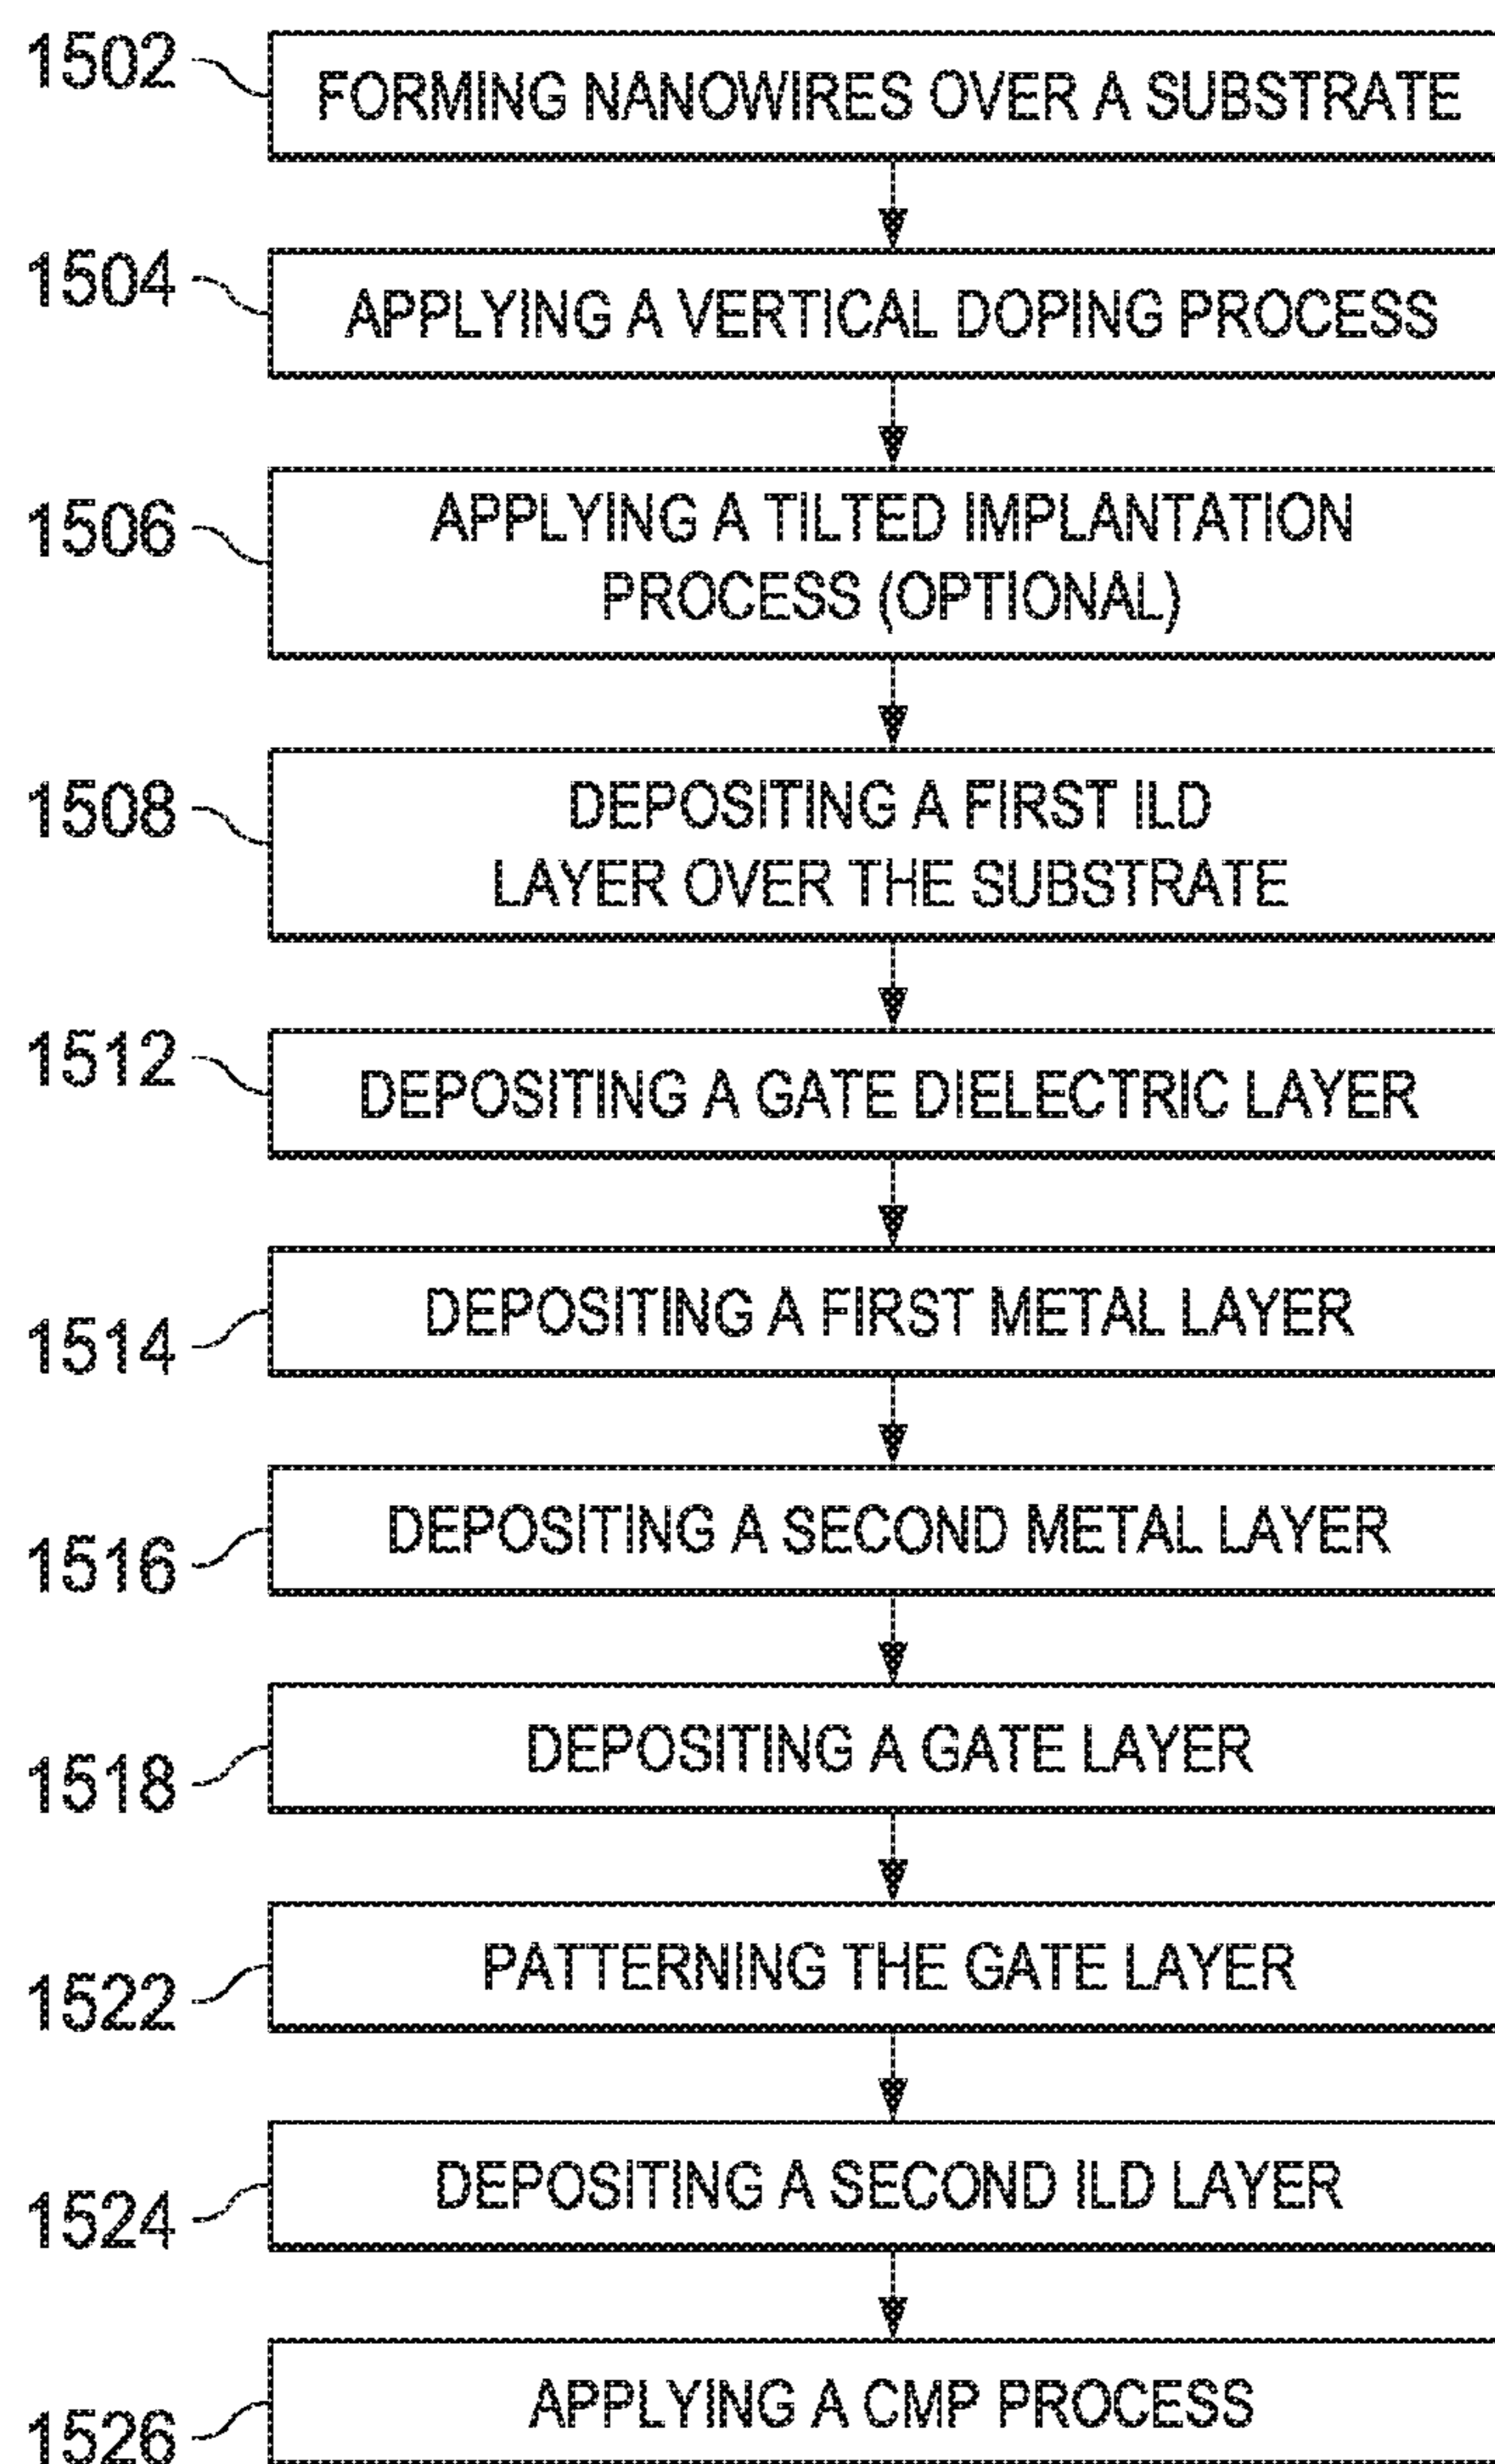 1502
FORMING NANOWIRES OVER A SUBSTRATE
1504
APPLYING A VERTICAL DOPING PROCESS
1506
APPLYING A TILTED IMPLANTATION
PROCESS (OPTIONAL)
1508
DEPOSITING A FIRST ILD
LAYER OVER THE SUBSTRATE
1512
DEPOSITING A GATE DIELECTRIC LAYER
1514
DEPOSITING A FIRST METAL LAYER
1516
DEPOSITING A SECOND METAL LAYER
1518
DEPOSITING A GATE LAYER
1522
PATTERNING THE GATE LAYER
1524
DEPOSITING A SECOND ILD LAYER
1526
APPLYING A CMP PROCESS